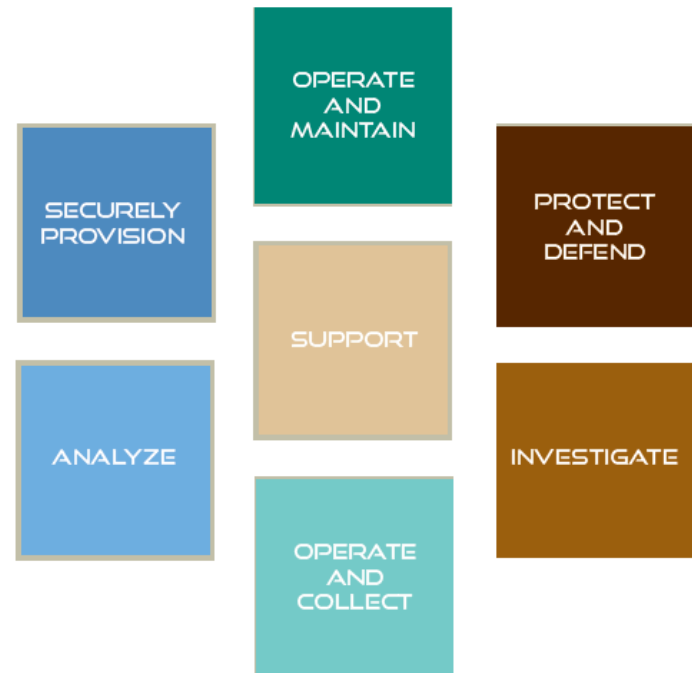 OPERATE
AND
MAINTAIN
SECURELY
PROVISION
PROTECT
AND
DEFEND
SUPPORT
ANALYZE
INVESTIGATE
OPERATE
AND
COLLECT